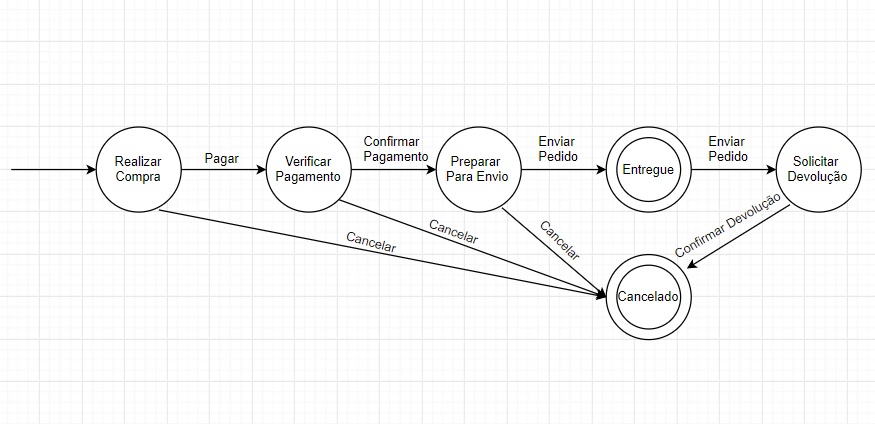 Realizar
Compra
Pagar
Verificar
Pagamento
Confirmar
Pagamento
Preparar
Para Envio
Enviar
Pedido
Entregue
Enviar
Pedido
Solicitar
Devolução
Cancelar
Cancelar
Cancelar
Confirmar Devolução
Cancelado